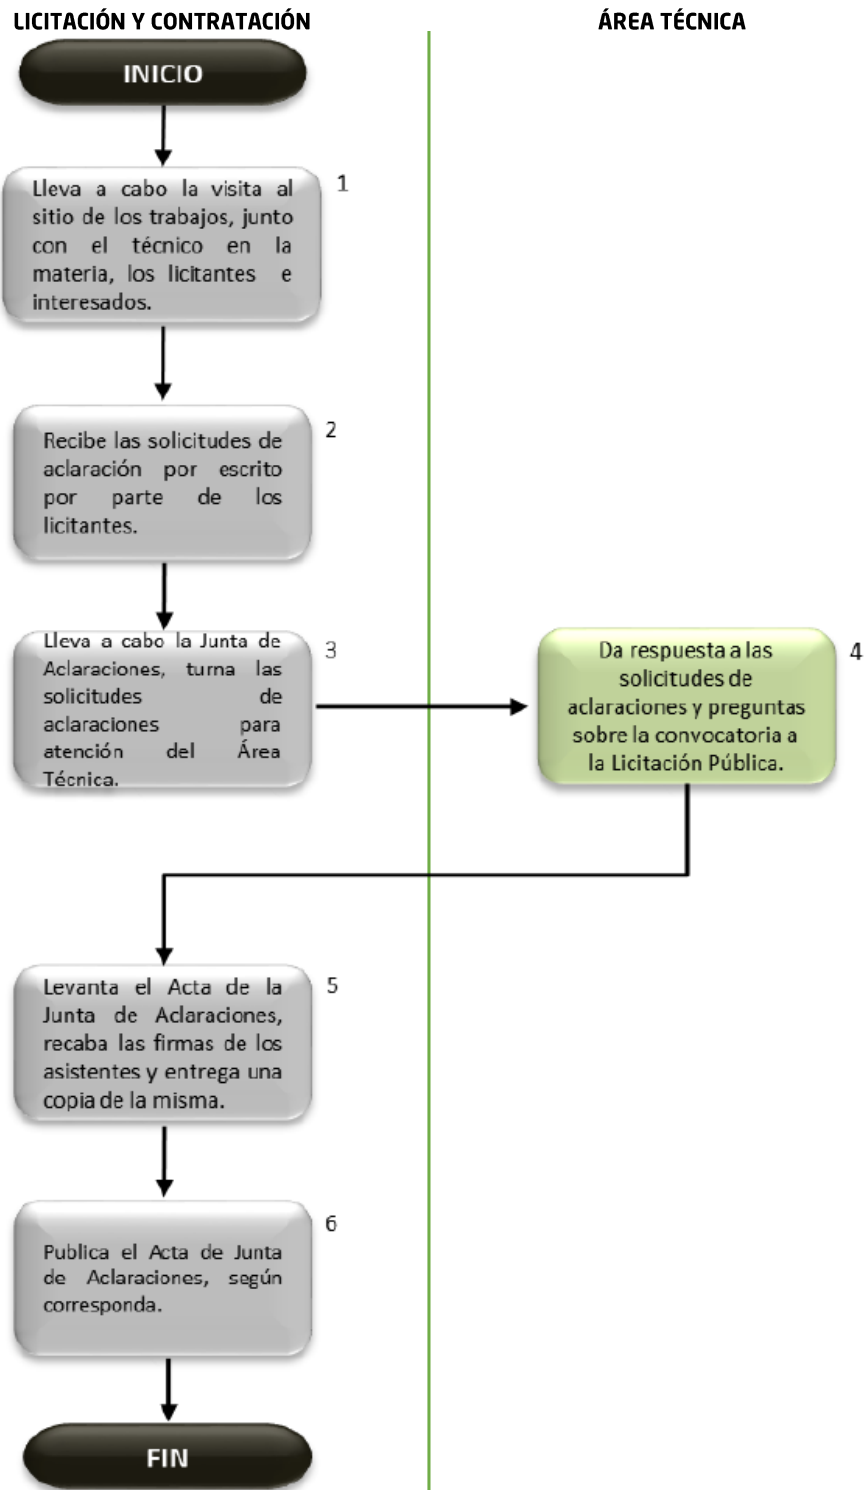 LICITACIÓN Y CONTRATACIÓN
ÁREA TÉCNICA
INICIO
Lleva a cabo la visita al
sitio de los trabajos, junto
con el técnico en la
materia, los licitantes e
interesados.
1
Recibe las solicitudes de
aclaración por escrito
por parte de los
licitantes.
2
Lleva a cabo la Junta de
Aclaraciones, turna las
solicitudes de
aclaraciones para
atención del Área
Técnica.
3
Da respuesta a las
solicitudes de
aclaraciones y preguntas
sobre la convocatoria a
la Licitación Pública.
4
Levanta el Acta de la
Junta de Aclaraciones,
recaba las firmas de los
asistentes y entrega una
copia de la misma.
5
Publica el Acta de Junta
de Aclaraciones, según
corresponda.
6
FIN